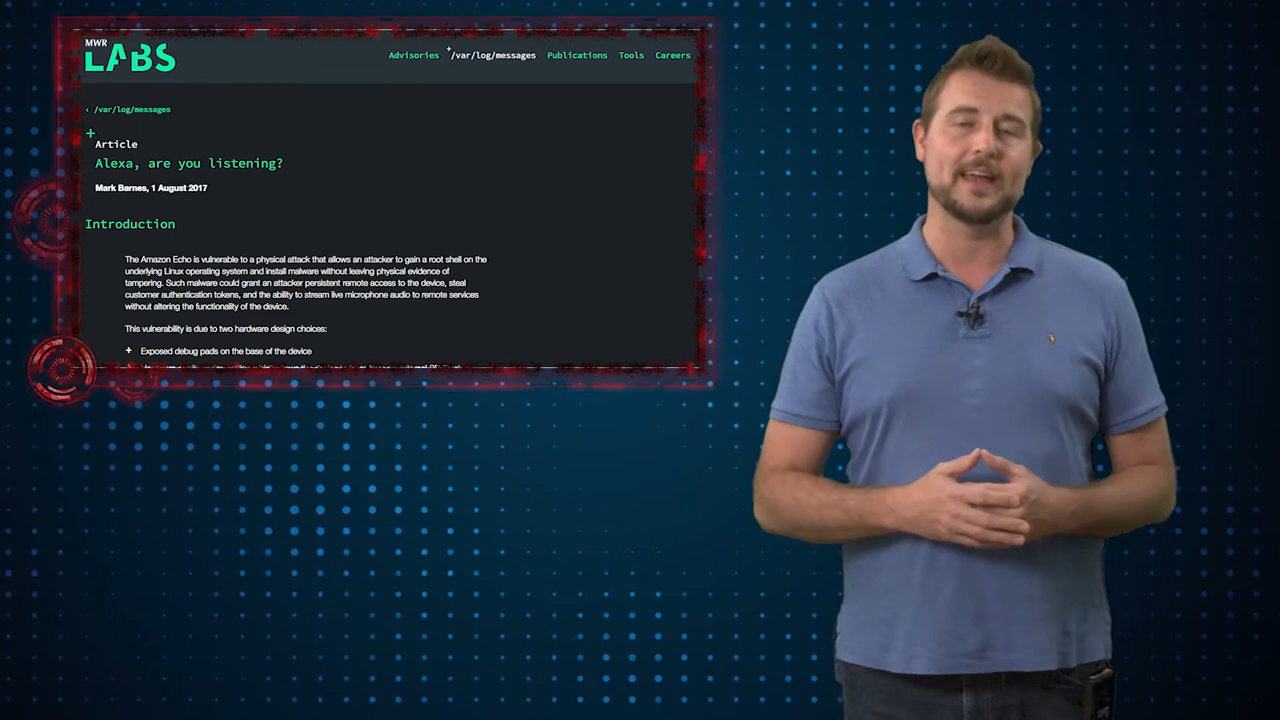 MWR
LABS
Advisories /var/log/messages Publications Tools Careers
‹ /var/log/messages
Article
Alexa, are you listening?
Mark Barnes, 1 August 2017
Introduction
The Amazon Echo is vulnerable to a physical attack that allows an attacker to gain a root shell on the
underlying Linux operating system and install malware without leaving physical evidence of
tampering. Such malware could grant an attacker persistent remote access to the device, steal
customer authentication tokens, and the ability to stream live microphone audio to remote services
without altering the functionality of the device.
This vulnerability is due to two hardware design choices:
+ Exposed debug pads on the base of the device